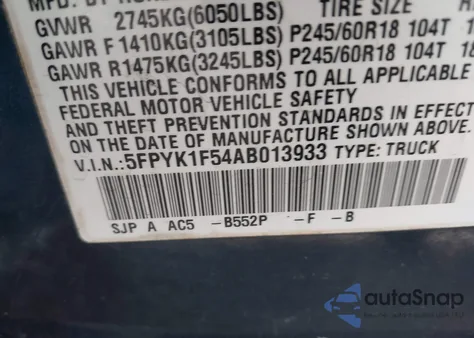 GVWR 2745KG(6050LBS) TIRE SIZE
GAWR F1410KG(3105LBS) P245/60R18 104T
GAWR R1475KG(3245LBS) P245/60R18 104T
THIS VEHICLE CONFORMS TO ALL APPLICABLE
FEDERAL MOTOR VEHICLE SAFETY
AND THEFT PREVENTION STANDARDS IN EFFECT
ON THE DATE OF MANUFACTURE SHOWN ABOVE.
V.I.N.:5FPYK1F54AB013933 TYPE: TRUCK
SJP A AC5 -B552P -F -B
autoSnap